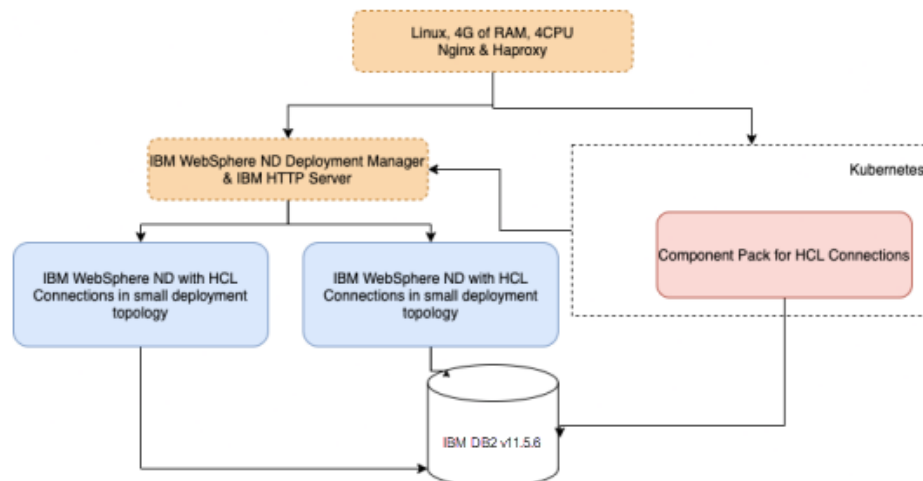 Linux, 4G of RAM, 4CPU
Nginx & Haproxy
IBM WebSphere ND Deployment Manager
& IBM HTTP Server
Kubernetes
Component Pack for HCL Connections
IBM WebSphere ND with HCL
Connections in small deployment
topology
IBM WebSphere ND with HCL
Connections in small deployment
topology
IBM DB2 v11.5.6